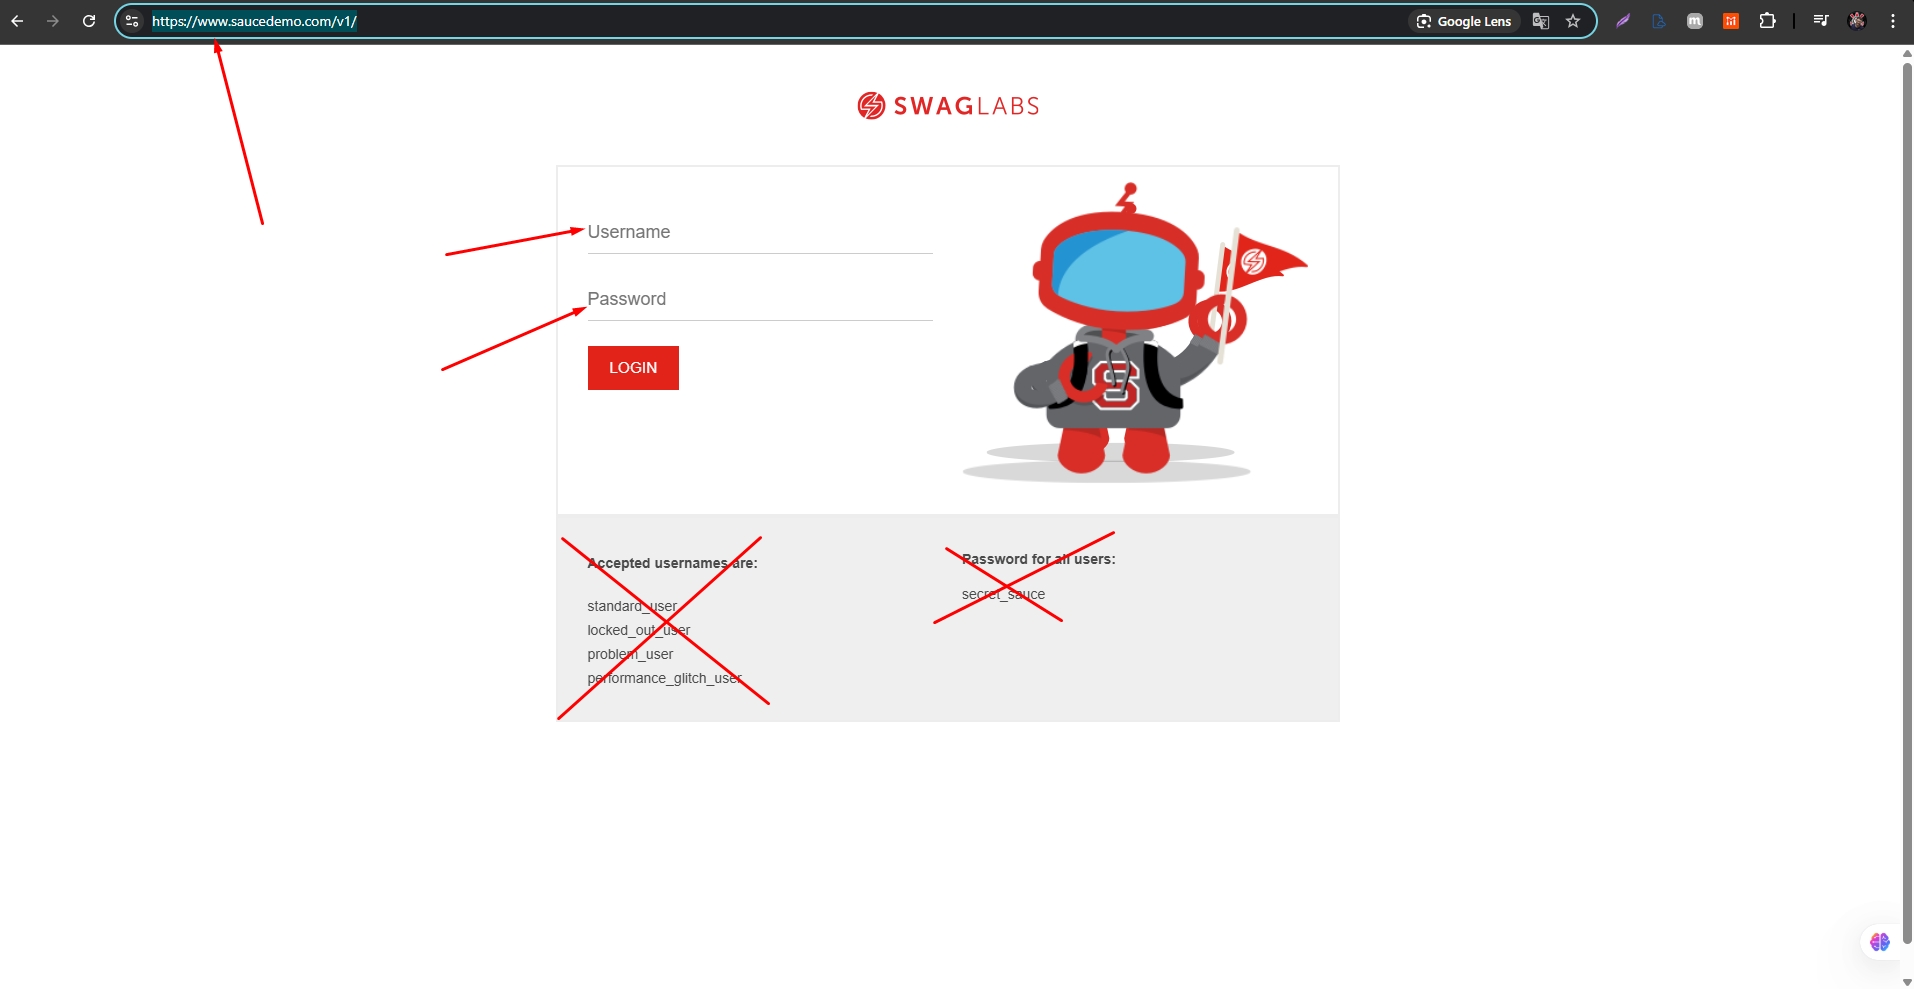 https://www.saucedemo.com/v1/
Google Lens
SWAGLABS
Username
Password
LOGIN
Accepted usernames are:
standard_user
locked_out_user
problem_user
performance_glitch_user
Password for all users:
secret_sauce